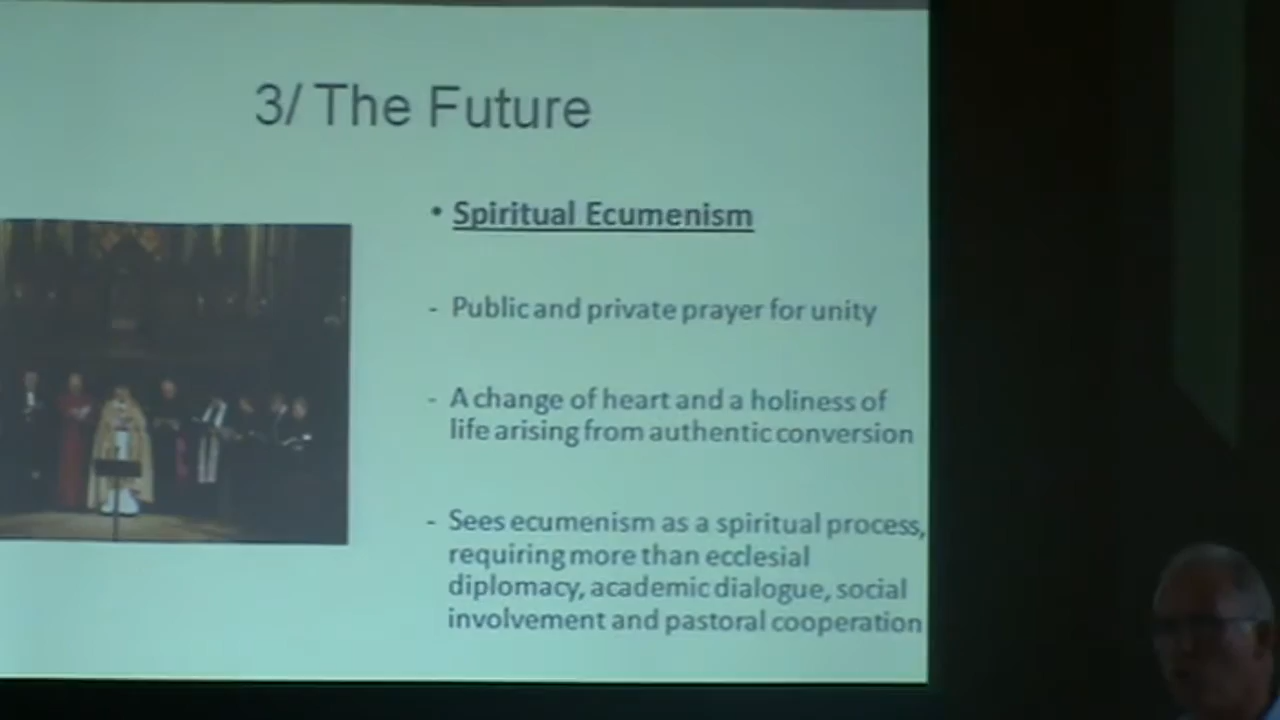 3/ The Future
• Spiritual Ecumenism
- Public and private prayer for unity
- A change of heart and a holiness of
life arising from authentic conversion
- Sees ecumenism as a spiritual process,
requiring more than ecclesial
diplomacy, academic dialogue, social
involvement and pastoral cooperation